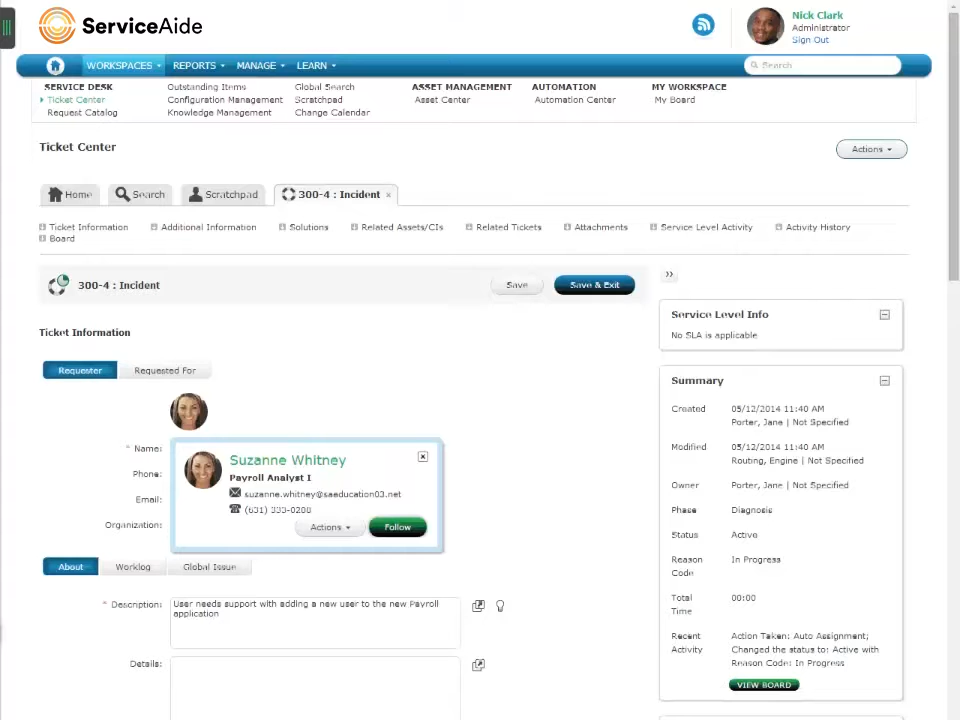 ServiceAide
Nick Clark
Administrator
Sign Out
WORKSPACES REPORTS MANAGE LEARN Search
SERVICE DESK Outstanding Items Global Search ASSET MANAGEMENT AUTOMATION MY WORKSPACE
Ticket Center Configuration Management Scratchpad Asset Center Automation Center My Board
Request Catalog Knowledge Management Change Calendar
Ticket Center
Actions
Home Search Scratchpad 300-4 : Incident ×
Ticket Information Additional Information Solutions Related Assets/CIs Related Tickets Attachments Service Level Activity Activity History
Board
300-4 : Incident Save Save & Exit
Ticket Information
Requester Requested For
* Name:
Phone:
Email:
Organization:
Suzanne Whitney
Payroll Analyst I
suzanne.whitney@saeducation03.net
(631) 333-0208
Actions Follow
About Worklog Global Issue
* Description: User needs support with adding a new user to the new Payroll
application
Details:
»
Service Level Info
No SLA is applicable
Summary
Created 05/12/2014 11:40 AM
Porter, Jane | Not Specified
Modified 05/12/2014 11:40 AM
Routing, Engine | Not Specified
Owner Porter, Jane | Not Specified
Phase Diagnosis
Status Active
Reason In Progress
Code
Total 00:00
Time
Recent Action Taken: Auto Assignment;
Activity Changed the status to: Active with
Reason Code: In Progress
VIEW BOARD